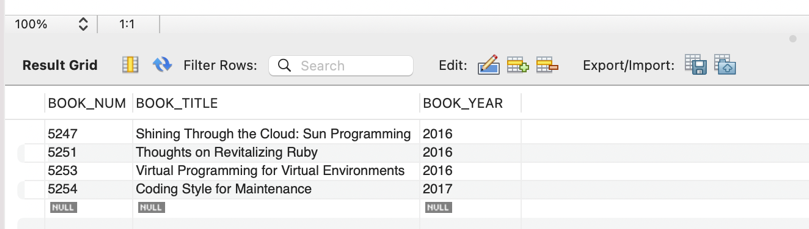 100% 1:1
Result Grid Filter Rows: Search Edit: Export/Import:
BOOK_NUM BOOK_TITLE BOOK_YEAR
5247 Shining Through the Cloud: Sun Programming 2016
5251 Thoughts on Revitalizing Ruby 2016
5253 Virtual Programming for Virtual Environments 2016
5254 Coding Style for Maintenance 2017
NULL NULL NULL